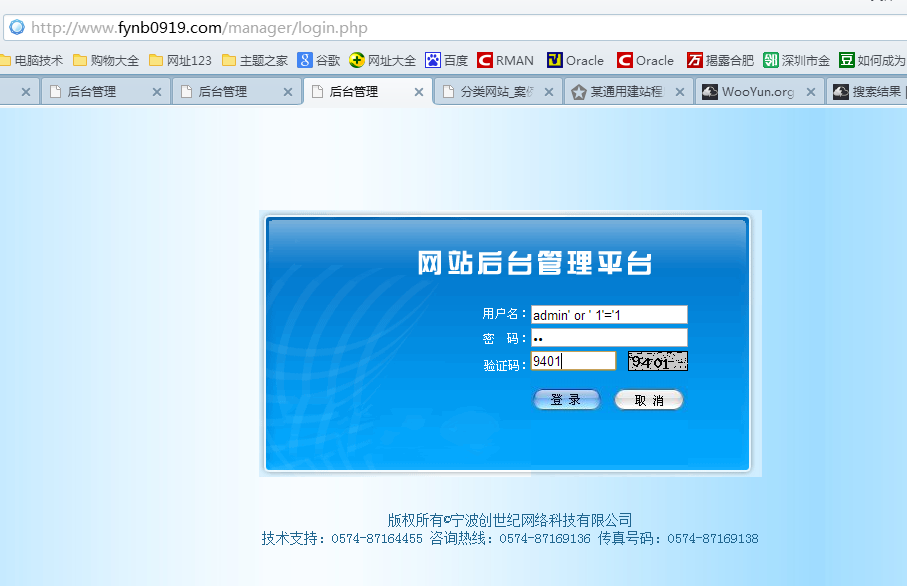 http://www.fynb0919.com/manager/login.php
电脑技术 购物大全 网址123 主题之家 谷歌 网址大全 百度 RMAN Oracle Oracle 揭露合肥 深圳市金 如何成为
后台管理 后台管理 后台管理 分类网站_案 某通用建站程 WooYun.org 搜索结果
网站后台管理平台
用户名： admin' or ' 1'='1
密 码： ••
验证码： 9401 9401
登 录 取 消
版权所有©宁波创世纪网络科技有限公司
技术支持：0574-87164455 咨询热线：0574-87169136 传真号码：0574-87169138